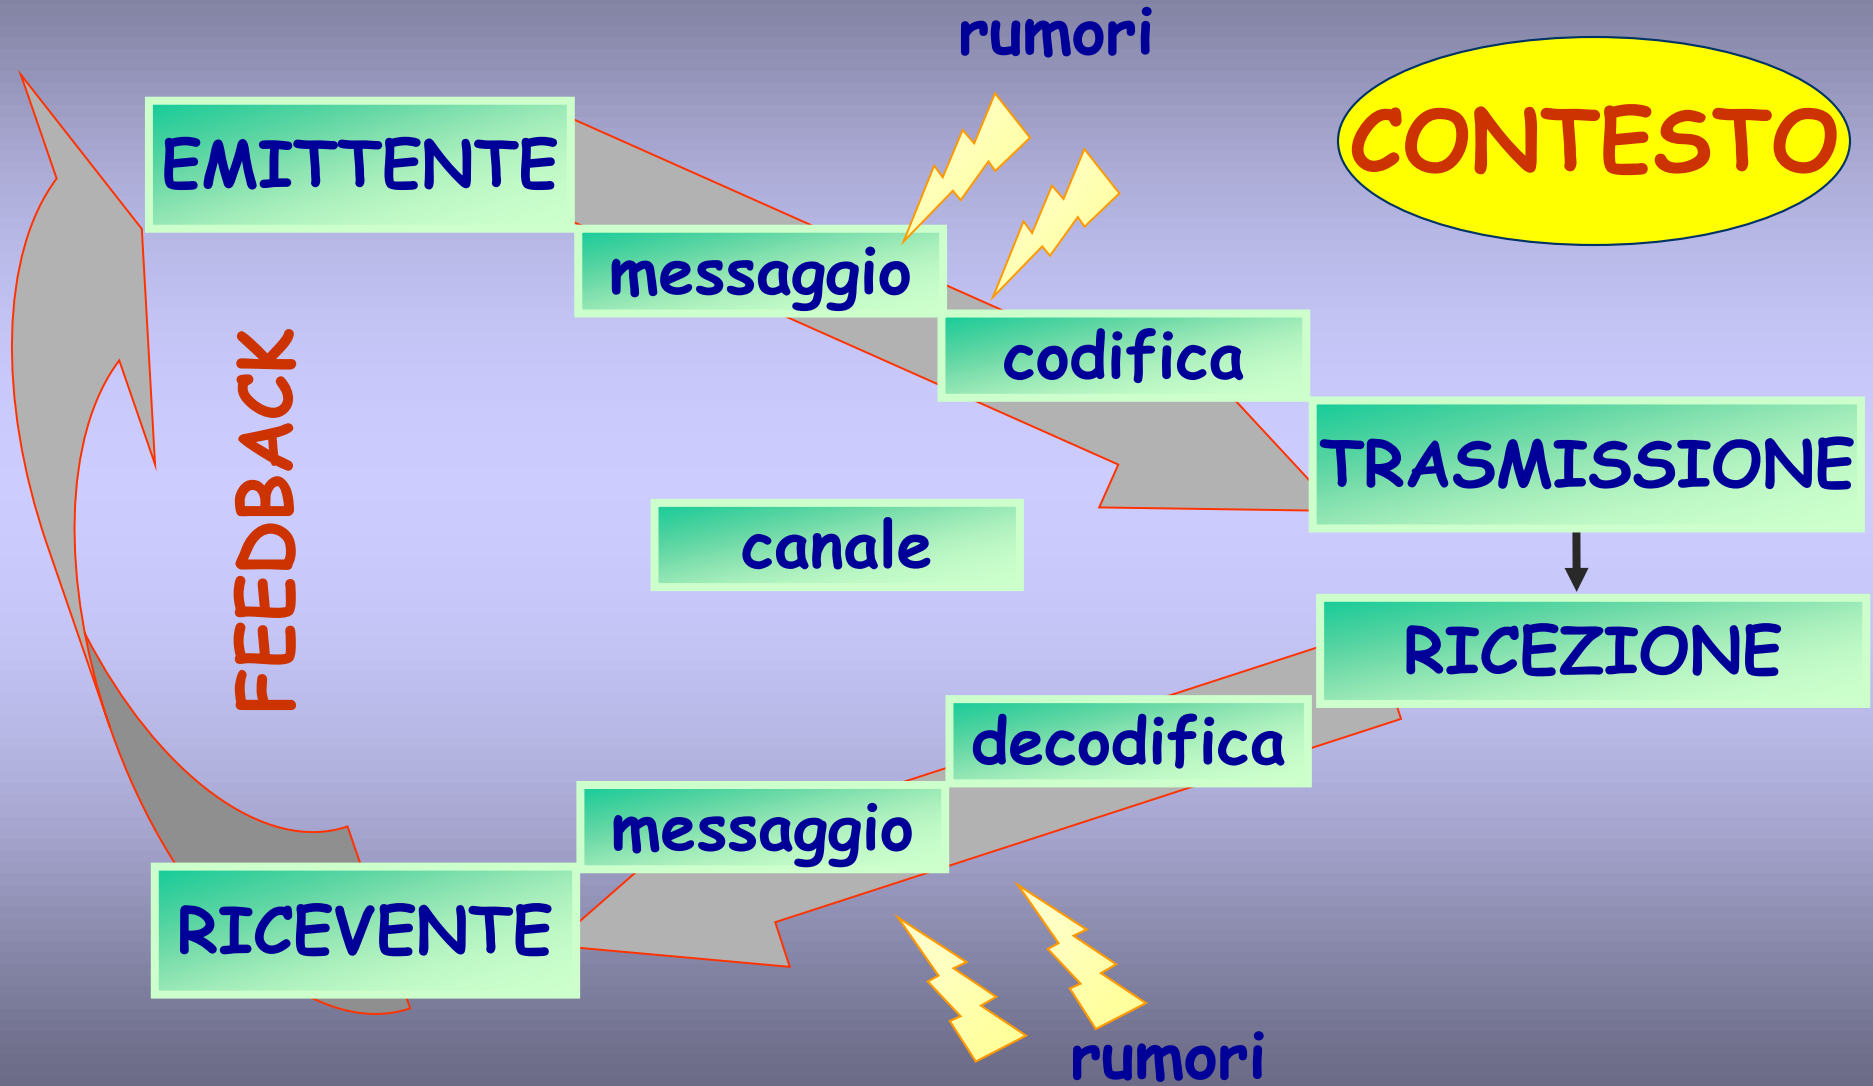 rumori
CONTESTO
EMITTENTE
messaggio
codifica
TRASMISSIONE
FEEDBACK
canale
RICEZIONE
decodifica
messaggio
RICEVENTE
rumori